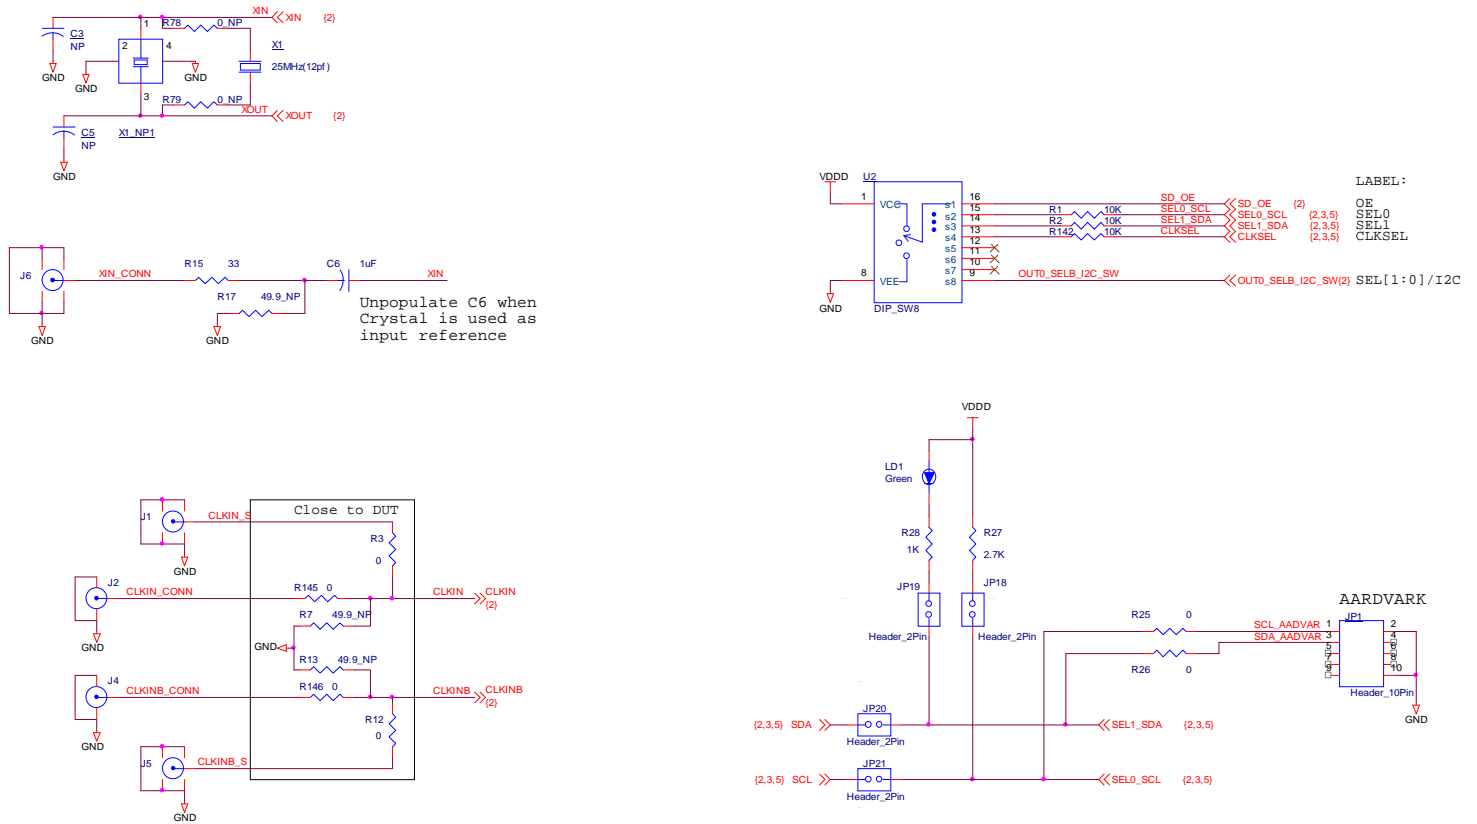 XIN
XIN {2}
1
R78 0_NP
C3
NP
2
4
X1
25MHz(12pf)
GND
GND
GND
3
R79 0_NP
XOUT
XOUT {2}
C5
NP
X1_NP1
GND
J6
XIN_CONN
R15 33
C6 1uF
XIN
R17 49.9_NP
GND
GND
Unpopulate C6 when
Crystal is used as
input reference
J1
CLKIN_S
Close to DUT
R3
0
GND
J2
CLKIN_CONN
R145 0
CLKIN
CLKIN
{2}
R7 49.9_NP
GND
GND
R13 49.9_NP
J4
CLKINB_CONN
R146 0
CLKINB
CLKINB
{2}
R12
0
GND
J5
CLKINB_S
GND
VDDD
U2
1
VCC
8
VEE
GND
DIP_SW8
s1
s2
s3
s4
s5
s6
s7
s8
16
15
14
13
12
11
10
9
SD_OE
SEL0_SCL
SEL1_SDA
CLKSEL
R1 10K
R2 10K
R142 10K
OUT0_SELB_I2C_SW
SD_OE {2}
SEL0_SCL {2,3,5}
SEL1_SDA {2,3,5}
CLKSEL {2,3,5}
OUT0_SELB_I2C_SW{2}
LABEL:
OE
SEL0
SEL1
CLKSEL
SEL[1:0]/I2C
VDDD
LD1
Green
R28
1K
R27
2.7K
JP19
JP18
Header_2Pin
Header_2Pin
R25 0
R26 0
AARDVARK
JP1
SCL_AADVAR
SDA_AADVAR
1
3
5
7
9
2
4
6
8
10
Header_10Pin
GND
JP20
{2,3,5} SDA
Header_2Pin
SEL1_SDA {2,3,5}
JP21
{2,3,5} SCL
Header_2Pin
SEL0_SCL {2,3,5}